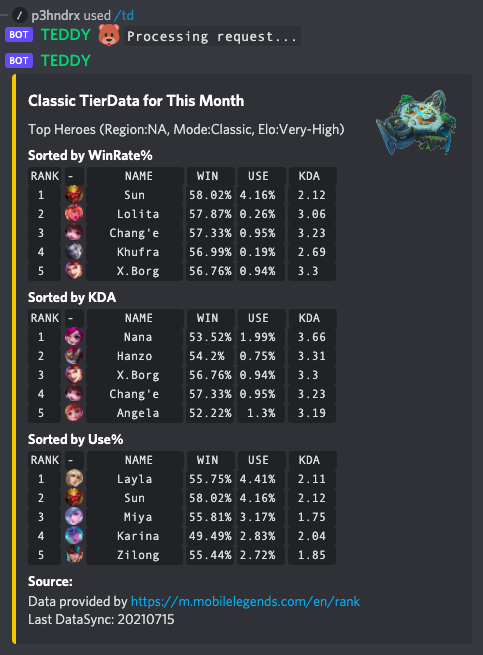 p3hndrx used /td
BOT TEDDY Processing request...
BOT TEDDY
Classic TierData for This Month
Top Heroes (Region:NA, Mode:Classic, Elo:Very-High)
Sorted by WinRate%
RANK - NAME WIN USE KDA
1 Sun 58.02% 4.16% 2.12
2 Lolita 57.87% 0.26% 3.06
3 Chang'e 57.33% 0.95% 3.23
4 Khufra 56.99% 0.19% 2.69
5 X.Borg 56.76% 0.94% 3.3
Sorted by KDA
RANK - NAME WIN USE KDA
1 Nana 53.52% 1.99% 3.66
2 Hanzo 54.2% 0.75% 3.31
3 X.Borg 56.76% 0.94% 3.3
4 Chang'e 57.33% 0.95% 3.23
5 Angela 52.22% 1.3% 3.19
Sorted by Use%
RANK - NAME WIN USE KDA
1 Layla 55.75% 4.41% 2.11
2 Sun 58.02% 4.16% 2.12
3 Miya 55.81% 3.17% 1.75
4 Karina 49.49% 2.83% 2.04
5 Zilong 55.44% 2.72% 1.85
Source:
Data provided by https://m.mobilelegends.com/en/rank
Last DataSync: 20210715